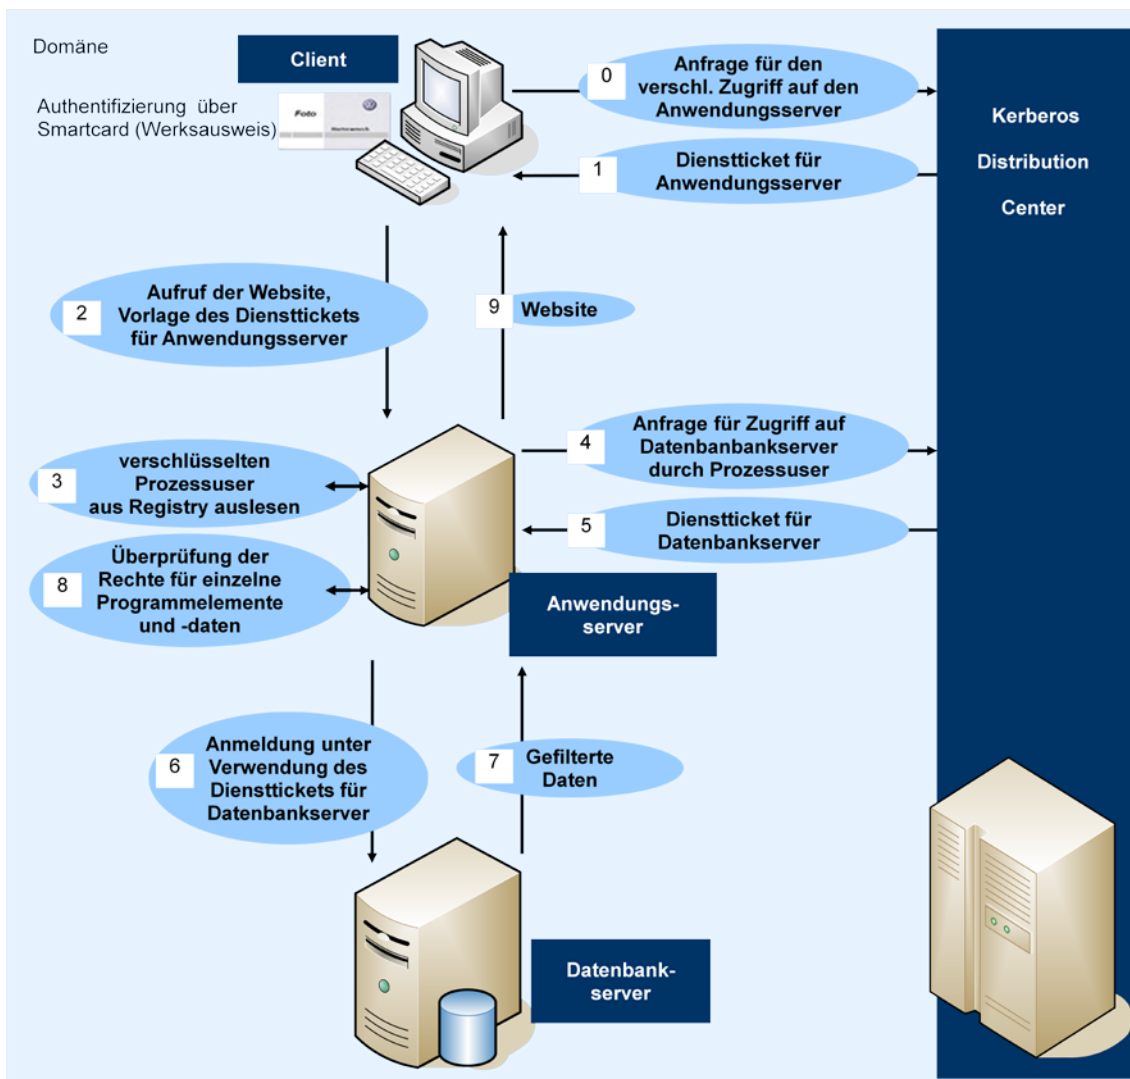 Domäne
Client
Authentifizierung über
Smartcard (Werksausweis)
Foto
0
Anfrage für den
verschl. Zugriff auf den
Anwendungsserver
1
Dienstticket für
Anwendungsserver
Kerberos
Distribution
Center
2
Aufruf der Website,
Vorlage des Diensttickets
für Anwendungsserver
9
Website
3
verschlüsselten
Prozessuser
aus Registry auslesen
4
Anfrage für Zugriff auf
Datenbanbankserver
durch Prozessuser
5
Dienstticket für
Datenbankserver
8
Überprüfung der
Rechte für einzelne
Programmelemente
und -daten
Anwendungs-
server
6
Anmeldung unter
Verwendung des
Diensttickets für
Datenbankserver
7
Gefilterte
Daten
Datenbank-
server